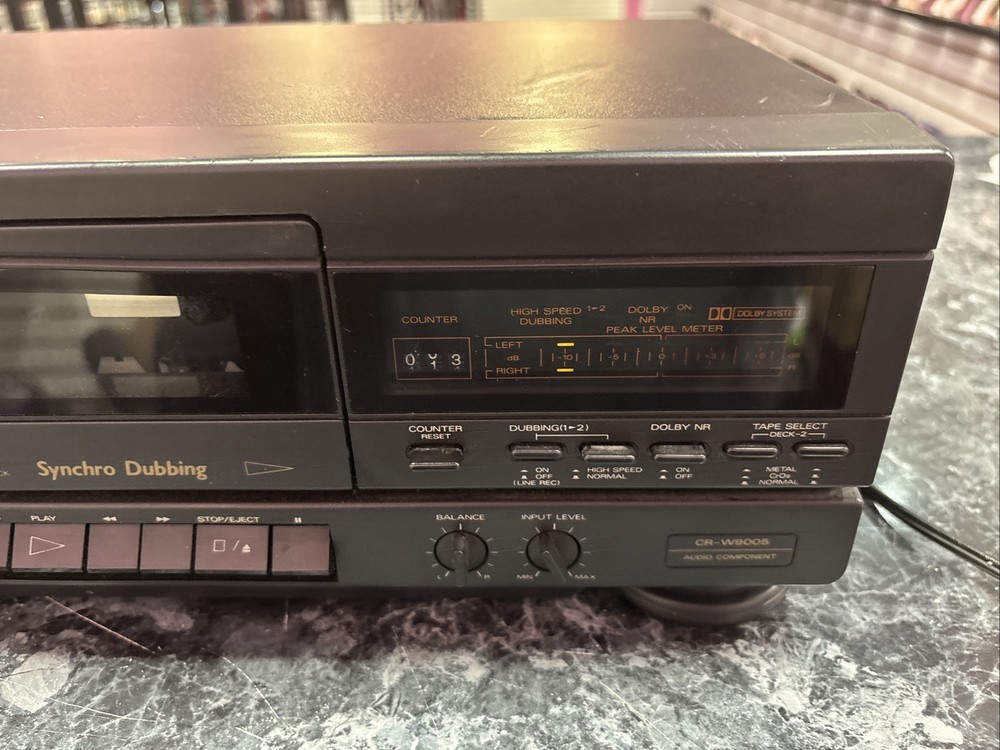 COUNTER
HIGH SPEED 1►2
DUBBING
DOLBY ON
NR
DOLBY SYSTEM
PEAK LEVEL METER
LEFT
dB -10 -5 0 +3 +6
RIGHT
0 3
COUNTER
RESET
DUBBING(1►2)
DOLBY NR
TAPE SELECT
DECK-2
ON
OFF
(LINE REC)
HIGH SPEED
NORMAL
ON
OFF
METAL
CrO₂
NORMAL
Synchro Dubbing
PLAY
◄◄
►►
STOP/EJECT
BALANCE
L R
INPUT LEVEL
MIN MAX
CR-W9005
AUDIO COMPONENT